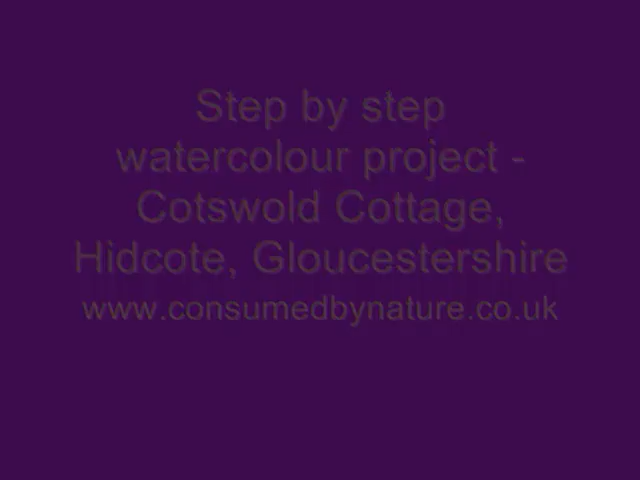 Step by step
watercolour project -
Cotswold Cottage,
Hidcote, Gloucestershire
www.consumedbynature.co.uk